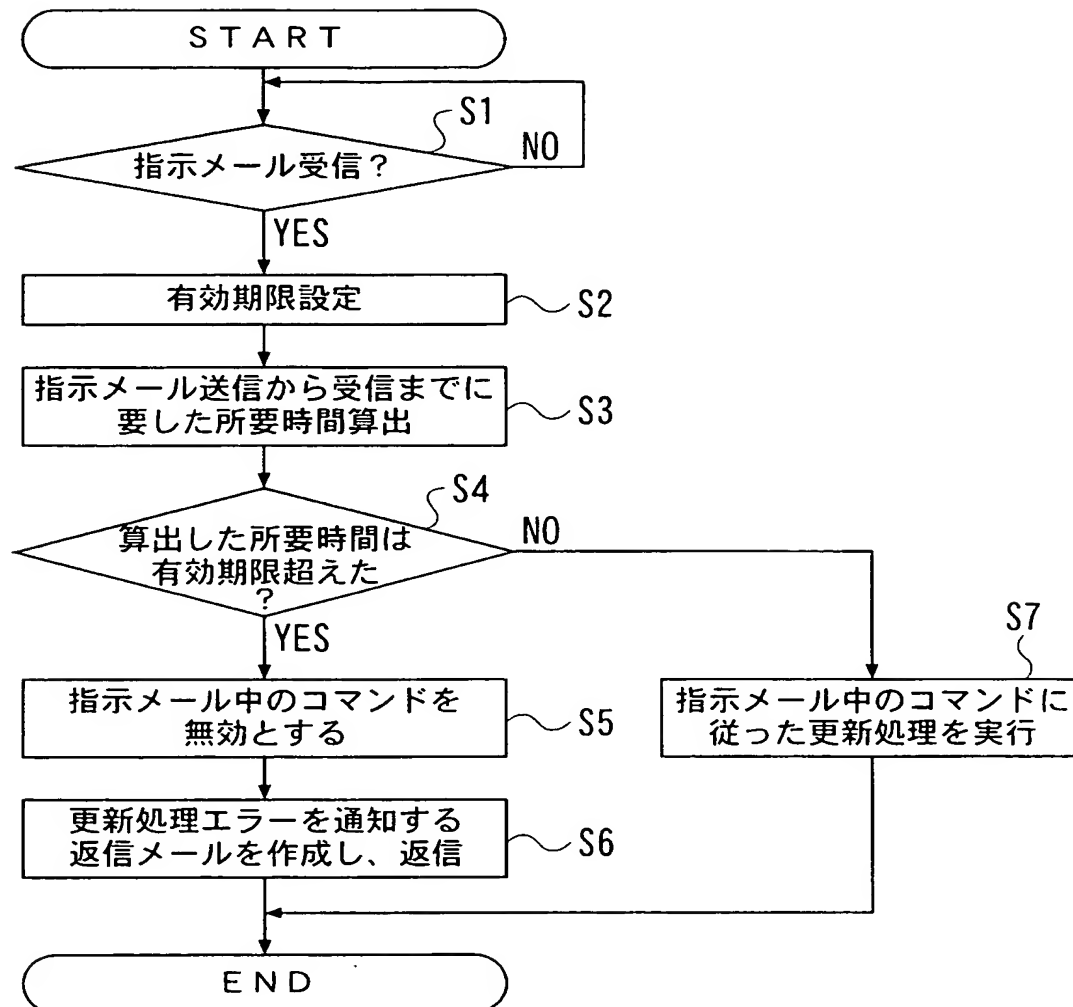 START
S1
指示メール受信？
NO
YES
有効期限設定
S2
指示メール送信から受信までに
要した所要時間算出
S3
S4
算出した所要時間は
有効期限超えた
？
NO
YES
S7
指示メール中のコマンドを
無効とする
S5
指示メール中のコマンドに
従った更新処理を実行
更新処理エラーを通知する
返信メールを作成し、返信
S6
END